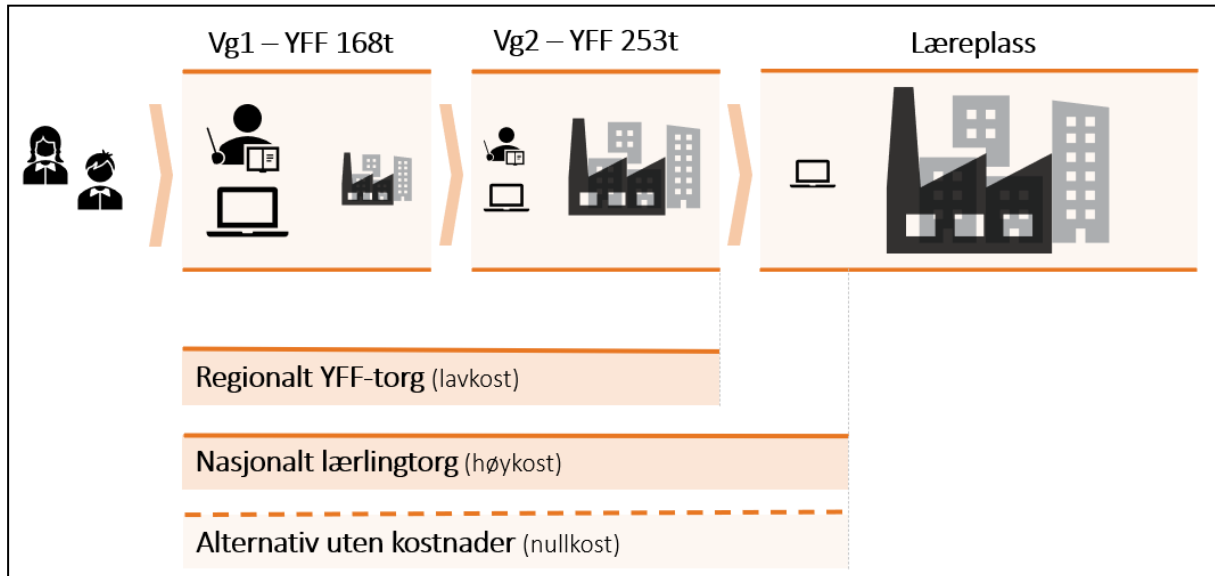 Vg1 – YFF 168t
Vg2 – YFF 253t
Læreplass
Regionalt YFF-torg (lavkost)
Nasjonalt lærlingtorg (høykost)
Alternativ uten kostnader (nullkost)